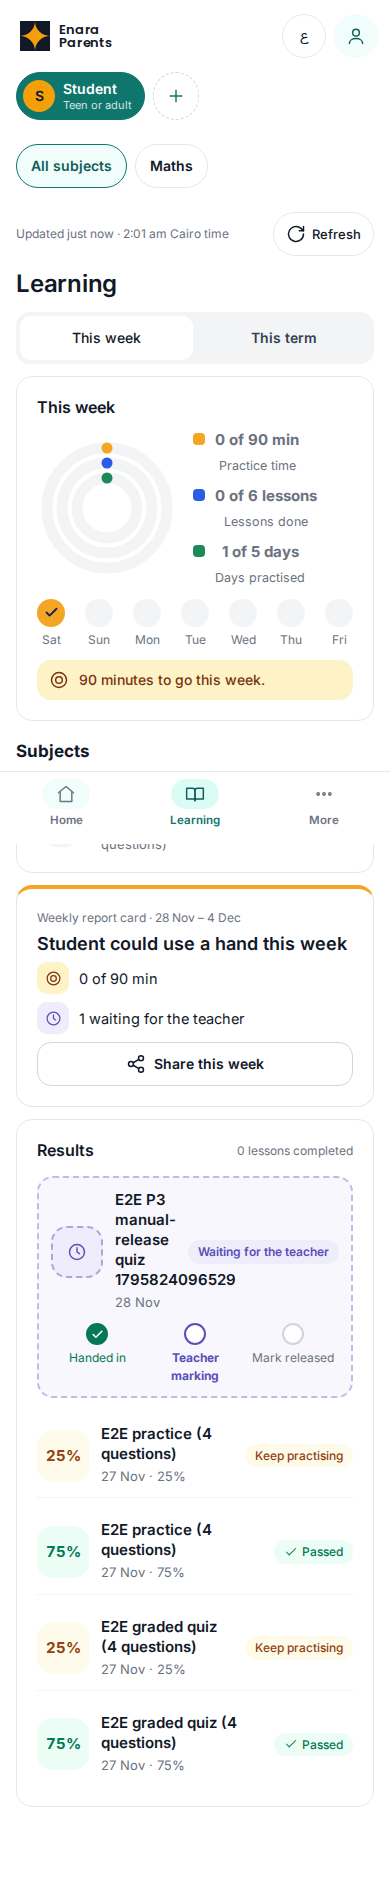 Enara
Parents
ع
S
Student
Teen or adult
All subjects
Maths
Updated just now · 2:01 am Cairo time
Refresh
Learning
This week
This term
This week
0 of 90 min
Practice time
0 of 6 lessons
Lessons done
1 of 5 days
Days practised
Sat
Sun
Mon
Tue
Wed
Thu
Fri
90 minutes to go this week.
Subjects
Home
Learning
More
questions)
Weekly report card · 28 Nov – 4 Dec
Student could use a hand this week
0 of 90 min
1 waiting for the teacher
Share this week
Results
0 lessons completed
E2E P3
manual-
release
quiz
1795824096529
Waiting for the teacher
28 Nov
Handed in
Teacher
marking
Mark released
25%
E2E practice (4
questions)
27 Nov · 25%
Keep practising
75%
E2E practice (4
questions)
27 Nov · 75%
Passed
25%
E2E graded quiz
(4 questions)
27 Nov · 25%
Keep practising
75%
E2E graded quiz (4
questions)
27 Nov · 75%
Passed